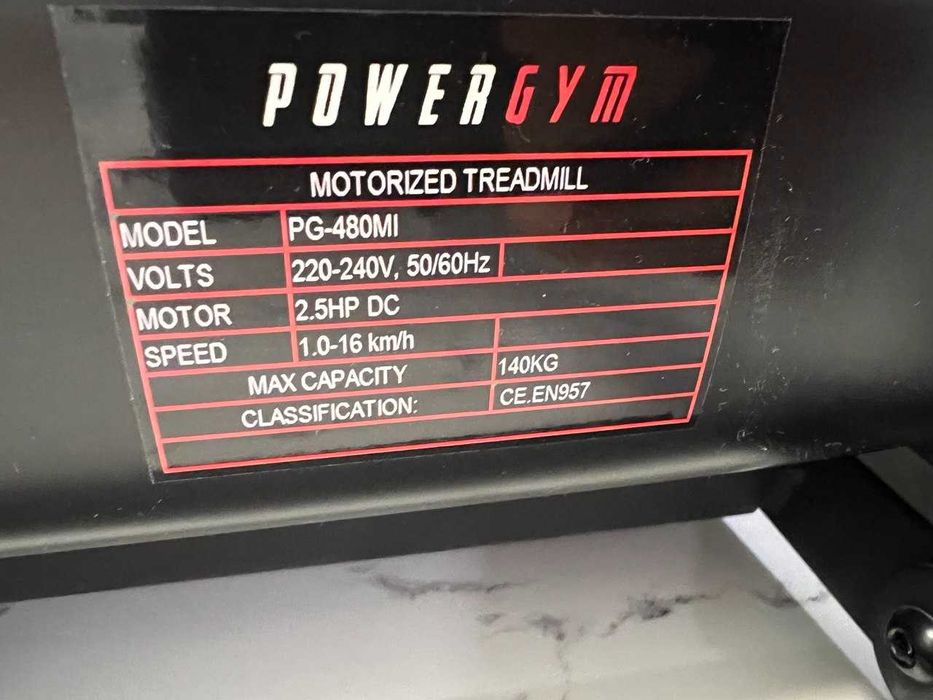 POWERGYM
MOTORIZED TREADMILL
MODEL PG-480MI
VOLTS 220-240V, 50/60Hz
MOTOR 2.5HP DC
SPEED 1.0-16 km/h
MAX CAPACITY 140KG
CLASSIFICATION: CE.EN957